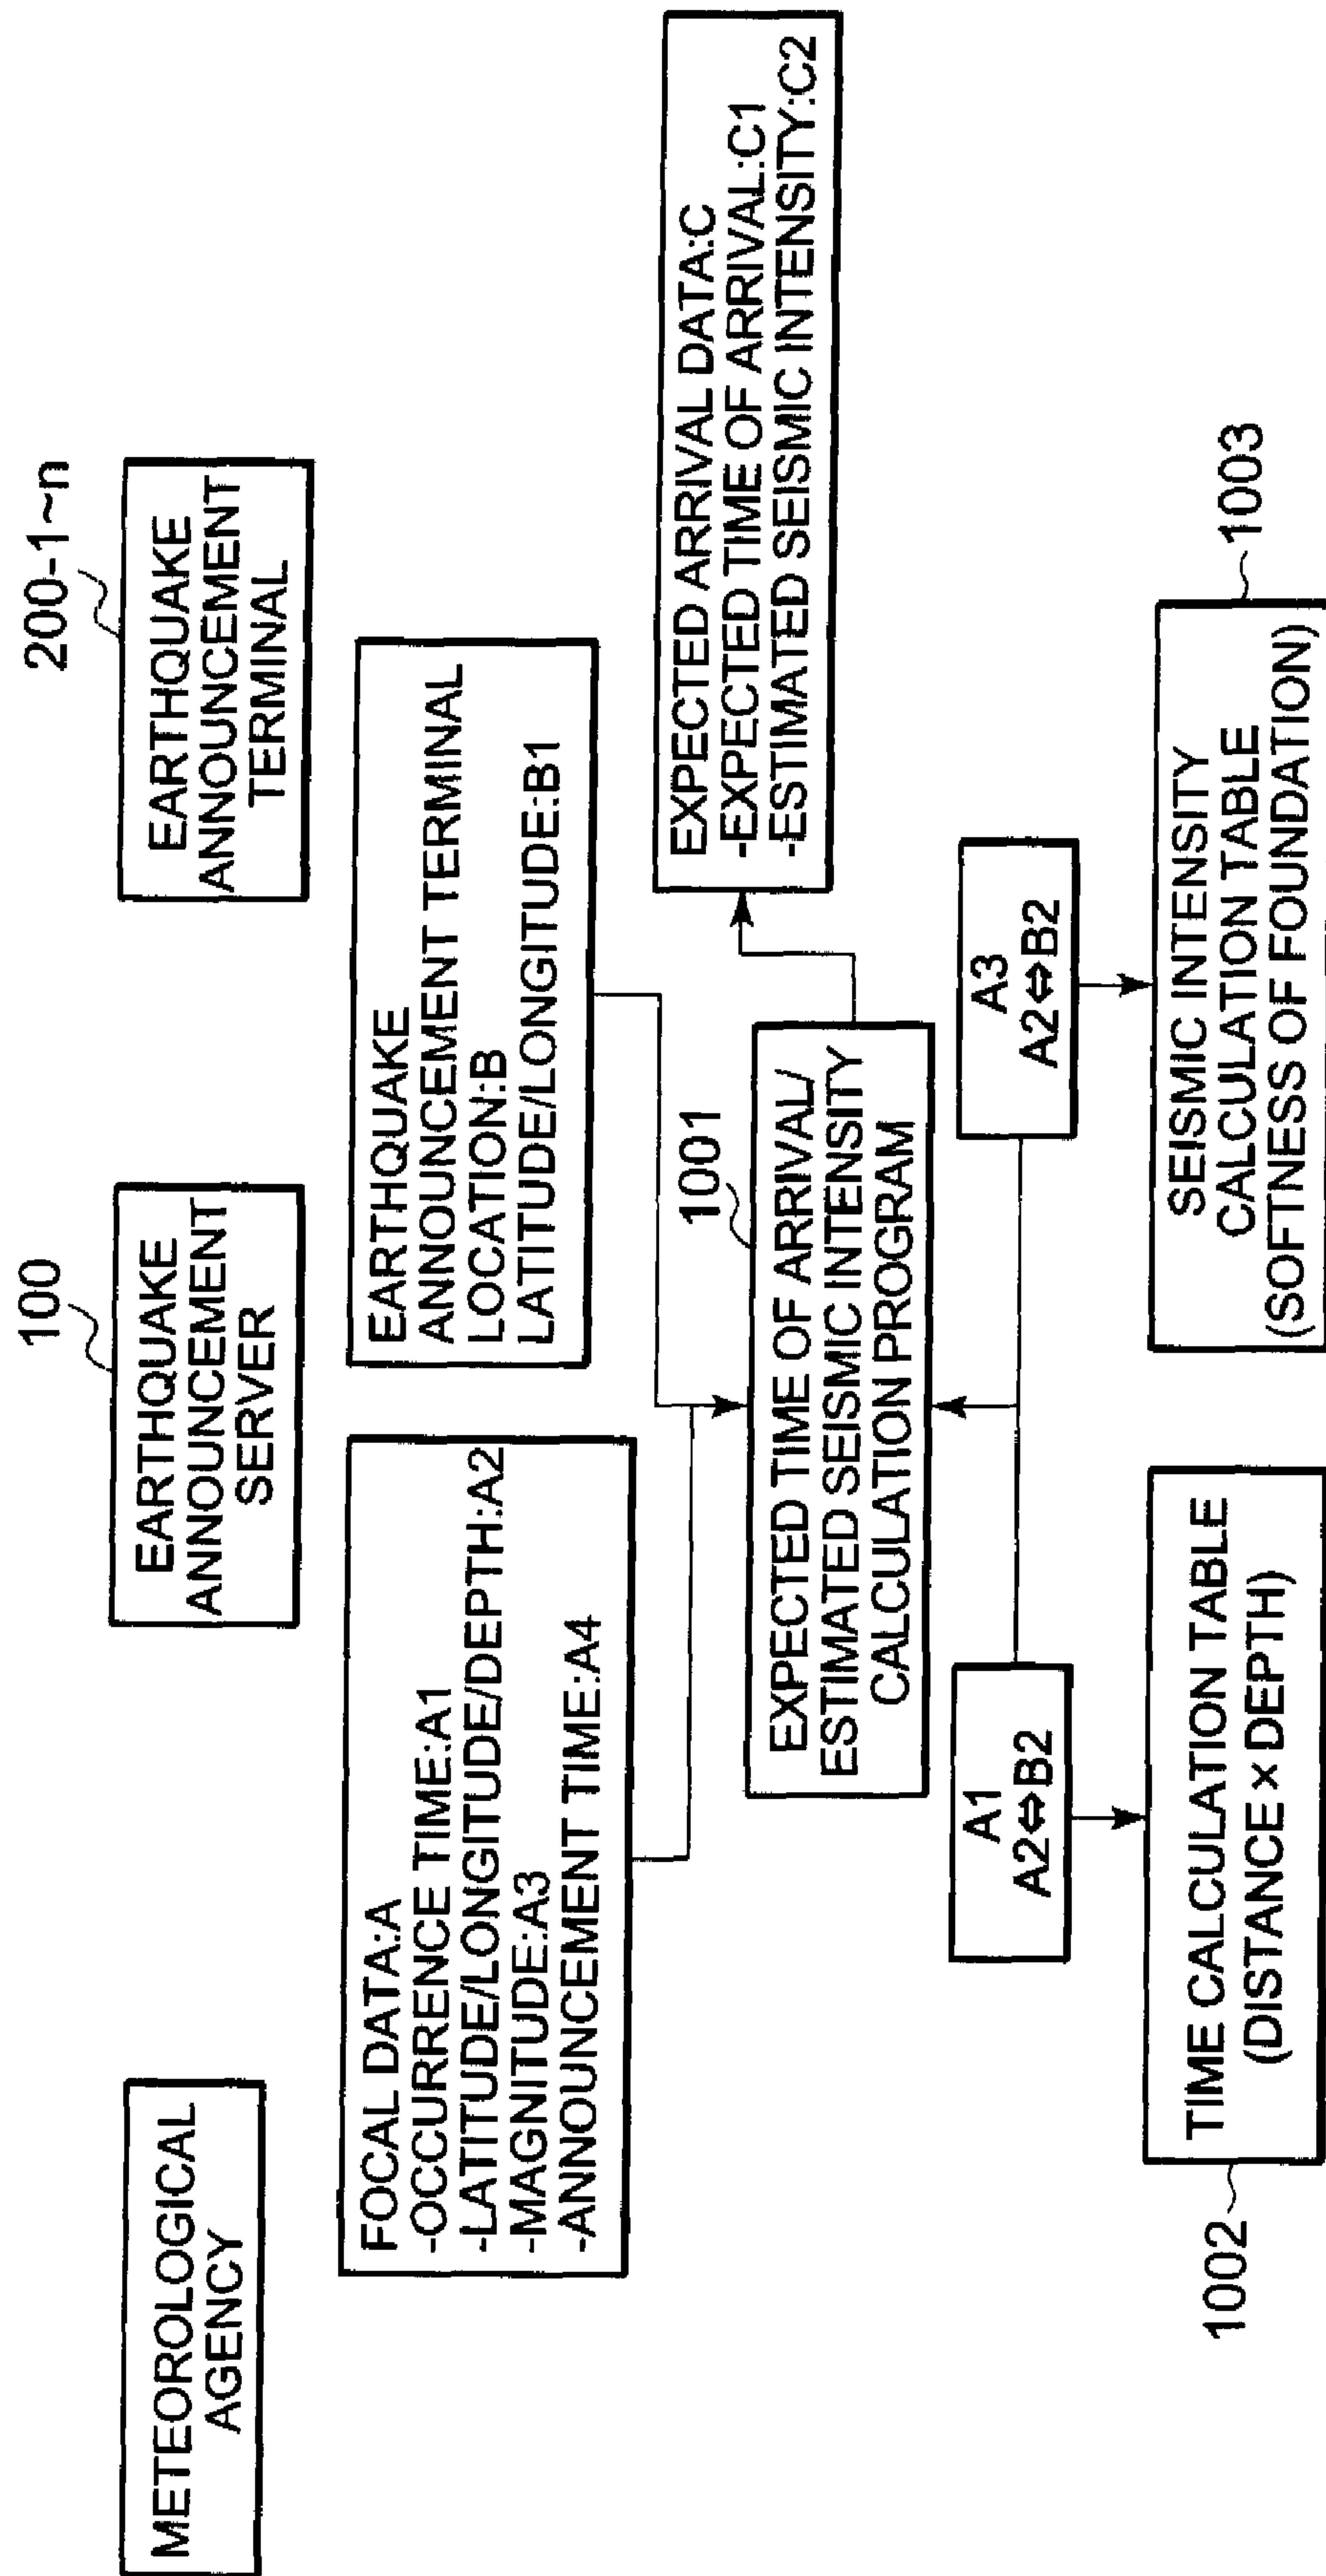 METEOROLOGICAL
AGENCY
100
EARTHQUAKE
ANNOUNCEMENT
SERVER
200-1~n
EARTHQUAKE
ANNOUNCEMENT
TERMINAL
FOCAL DATA:A
-OCCURRENCE TIME:A1
-LATITUDE/LONGITUDE/DEPTH:A2
-MAGNITUDE:A3
-ANNOUNCEMENT TIME:A4
EARTHQUAKE
ANNOUNCEMENT TERMINAL
LOCATION:B
LATITUDE/LONGITUDE:B1
1001
EXPECTED TIME OF ARRIVAL/
ESTIMATED SEISMIC INTENSITY
CALCULATION PROGRAM
EXPECTED ARRIVAL DATA:C
-EXPECTED TIME OF ARRIVAL:C1
-ESTIMATED SEISMIC INTENSITY:C2
A1
A2⇔B2
A3
A2⇔B2
1002
TIME CALCULATION TABLE
(DISTANCE × DEPTH)
SEISMIC INTENSITY
CALCULATION TABLE
(SOFTNESS OF FOUNDATION)
1003